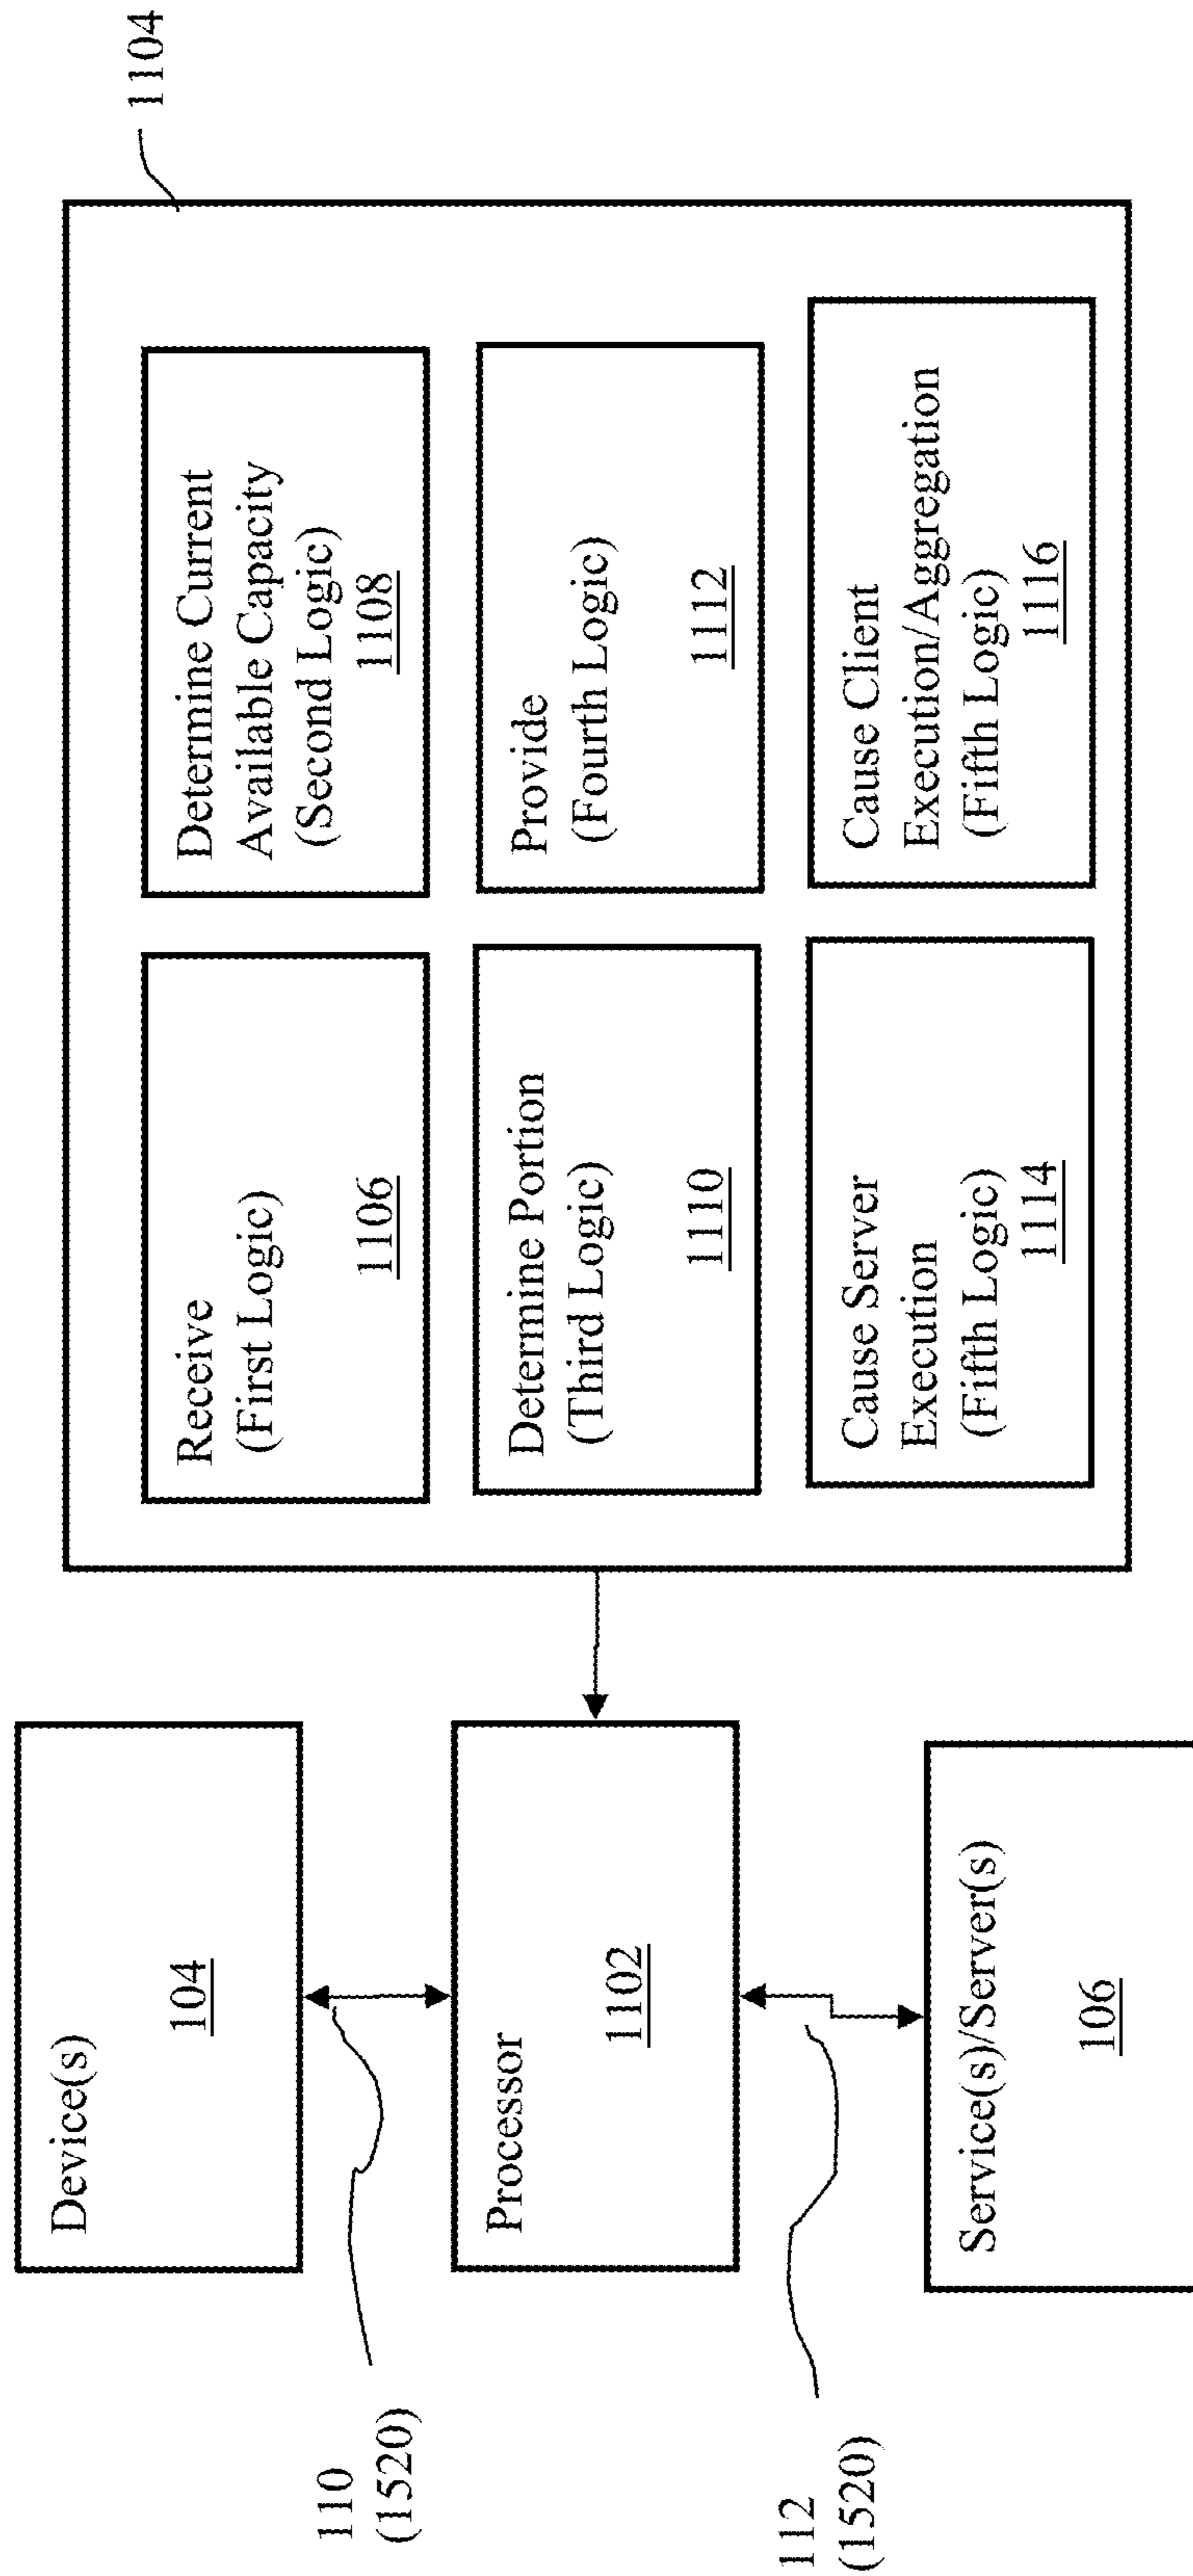 Device(s)
104
110
(1520)
Processor
1102
112
(1520)
Service(s)/Server(s)
106
1104
Receive
(First Logic)
1106
Determine Current
Available Capacity
(Second Logic)
1108
Determine Portion
(Third Logic)
1110
Provide
(Fourth Logic)
1112
Cause Server
Execution
(Fifth Logic)
1114
Cause Client
Execution/Aggregation
(Fifth Logic)
1116